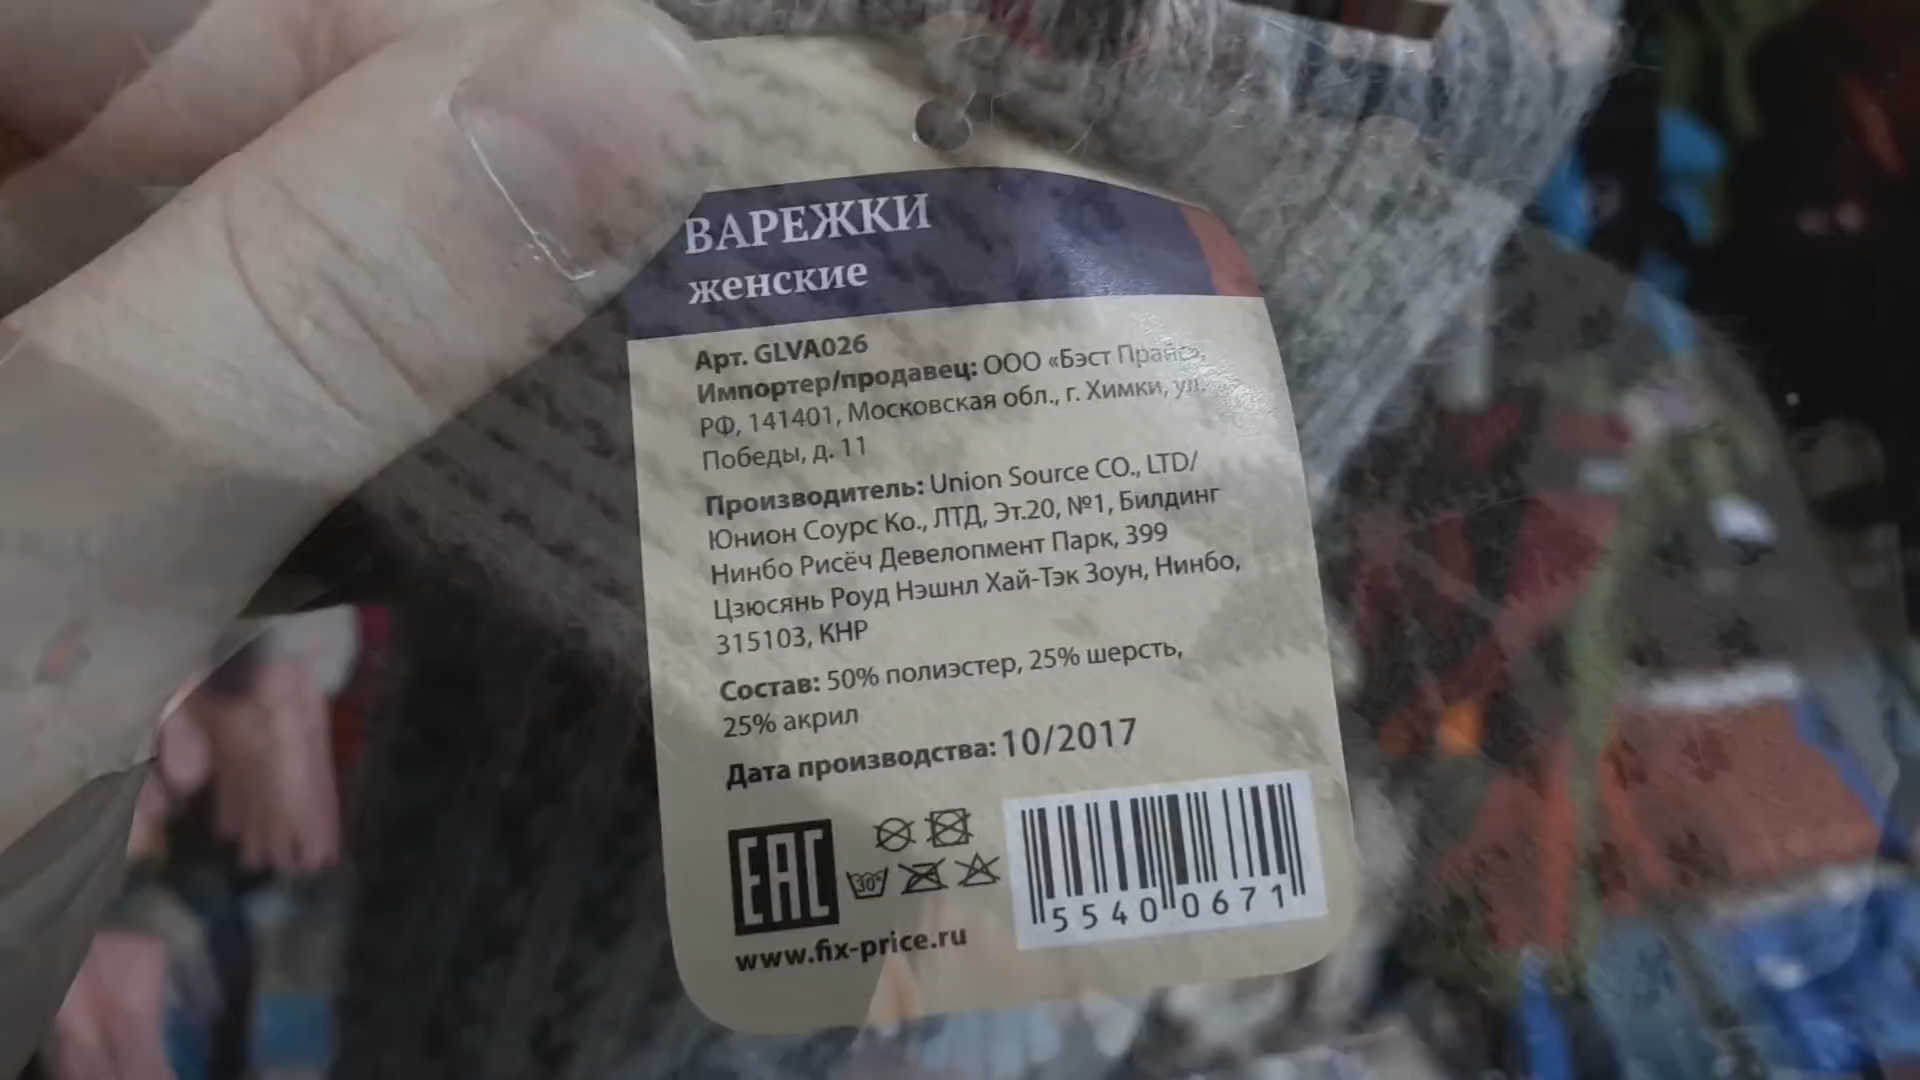 ВАРЕЖКИ
женские
Арт. GLVA026
Импортер/продавец: ООО «Бэст Прайс»,
РФ, 141401, Московская обл., г. Химки, ул.
Победы, д. 11
Производитель: Union Source CO., LTD/
Юнион Соурс Ко., ЛТД, Эт.20, №1, Билдинг
Нинбо Рисёч Девелопмент Парк, 399
Цзюсянь Роуд Нэшнл Хай-Тэк Зоун, Нинбо,
315103, КНР
Состав: 50% полиэстер, 25% шерсть,
25% акрил
Дата производства: 10/2017
EAC
30°
5540 0671
www.fix-price.ru